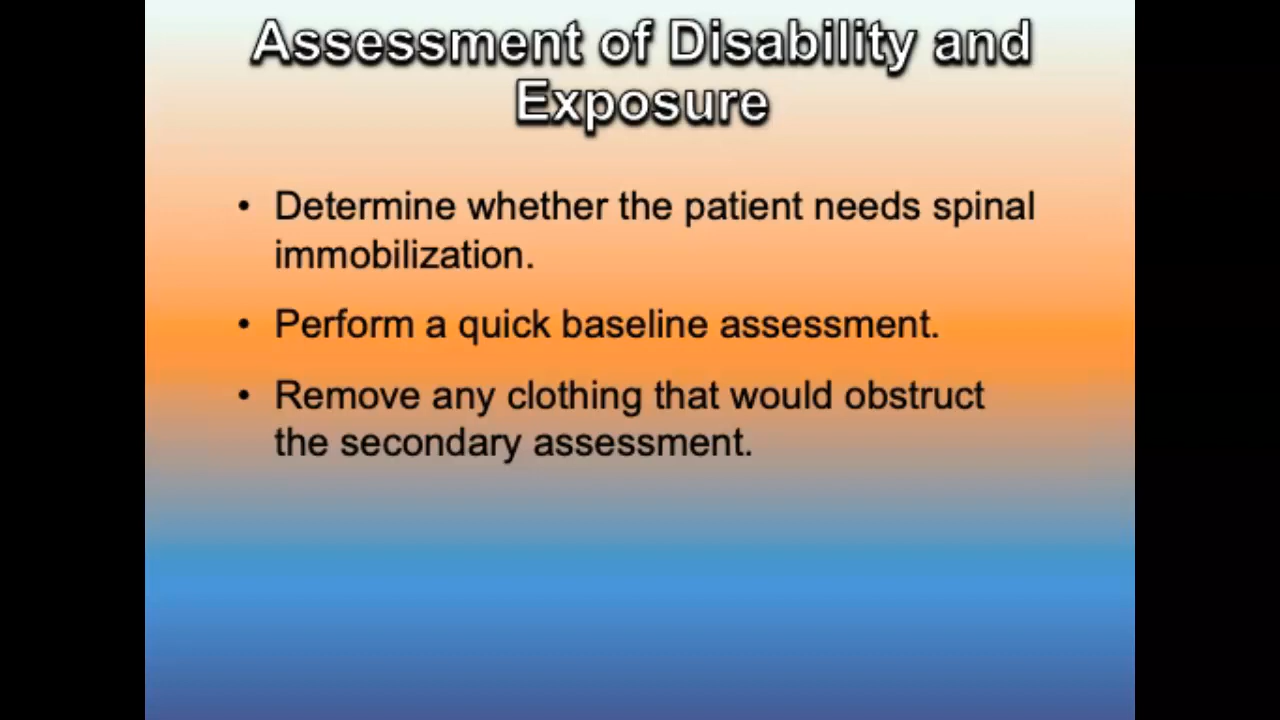 Assessment of Disability and
Exposure
• Determine whether the patient needs spinal
immobilization.
• Perform a quick baseline assessment.
• Remove any clothing that would obstruct
the secondary assessment.